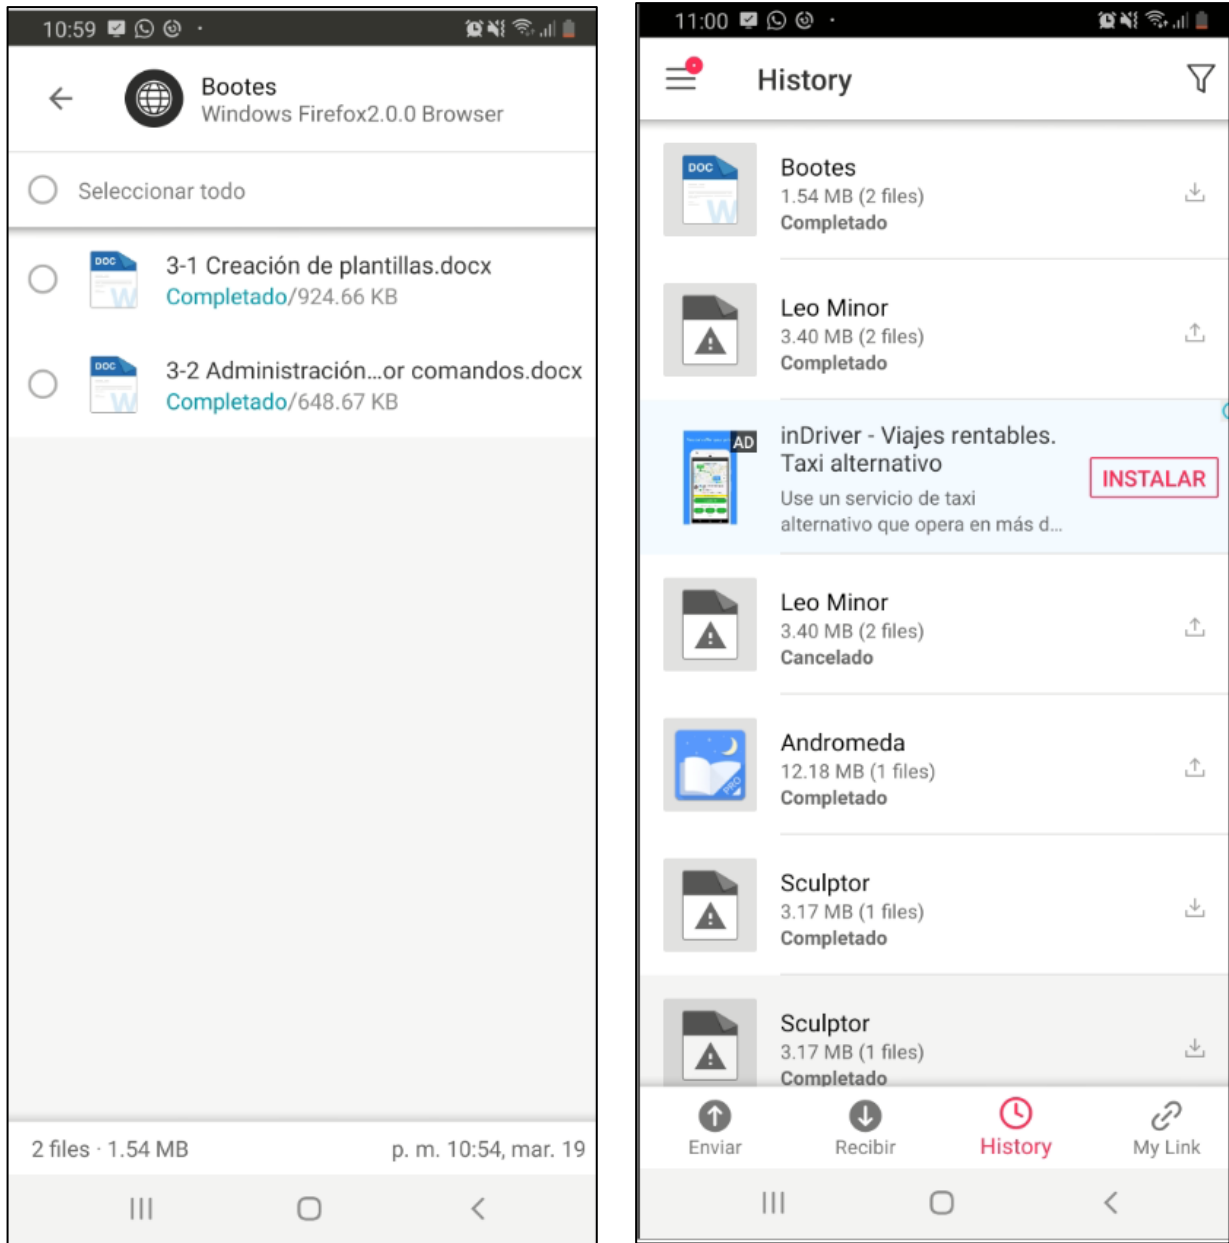 10:59
Bootes
Windows Firefox2.0.0 Browser
Seleccionar todo
DOC
W
3-1 Creación de plantillas.docx
Completado/924.66 KB
DOC
W
3-2 Administración...or comandos.docx
Completado/648.67 KB
2 files · 1.54 MB
p. m. 10:54, mar. 19
11:00
History
DOC
W
Bootes
1.54 MB (2 files)
Completado
Leo Minor
3.40 MB (2 files)
Completado
AD
inDriver - Viajes rentables.
Taxi alternativo
Use un servicio de taxi
alternativo que opera en más d...
INSTALAR
Leo Minor
3.40 MB (2 files)
Cancelado
PRO
Andromeda
12.18 MB (1 files)
Completado
Sculptor
3.17 MB (1 files)
Completado
Sculptor
3.17 MB (1 files)
Completado
Enviar
Recibir
History
My Link